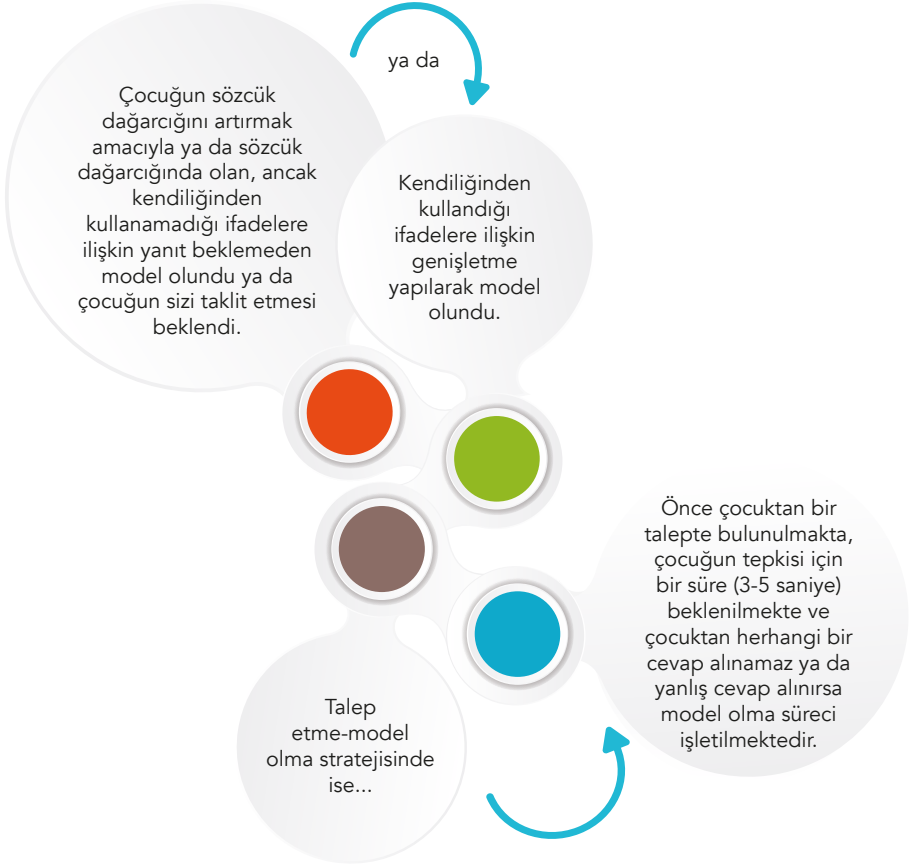 Çocuğun sözcük
dağarcığını artırmak
amacıyla ya da sözcük
dağarcığında olan, ancak
kendiliğinden
kullanamadığı ifadelere
ilişkin yanıt beklemeden
model olundu ya da
çocuğun sizi taklit etmesi
beklendi.
ya da
Kendiliğinden
kullandığı
ifadelere ilişkin
genişletme
yapılarak model
olundu.
Talep
etme-model
olma stratejisinde
ise...
Önce çocuktan bir
talepte bulunulmakta,
çocuğun tepkisi için
bir süre (3-5 saniye)
beklenilmekte ve
çocuktan herhangi bir
cevap alınamaz ya da
yanlış cevap alınırsa
model olma süreci
işletilmektedir.